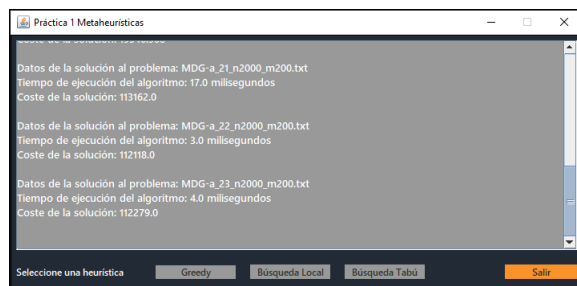 Práctica 1 Metaheurísticas
Coste de la solución:
Datos de la solución al problema: MDG-a_21_n2000_m200.txt
Tiempo de ejecución del algoritmo: 17.0 milisegundos
Coste de la solución: 113162.0
Datos de la solución al problema: MDG-a_22_n2000_m200.txt
Tiempo de ejecución del algoritmo: 3.0 milisegundos
Coste de la solución: 112118.0
Datos de la solución al problema: MDG-a_23_n2000_m200.txt
Tiempo de ejecución del algoritmo: 4.0 milisegundos
Coste de la solución: 112279.0
Seleccione una heurística Greedy Búsqueda Local Búsqueda Tabú Salir